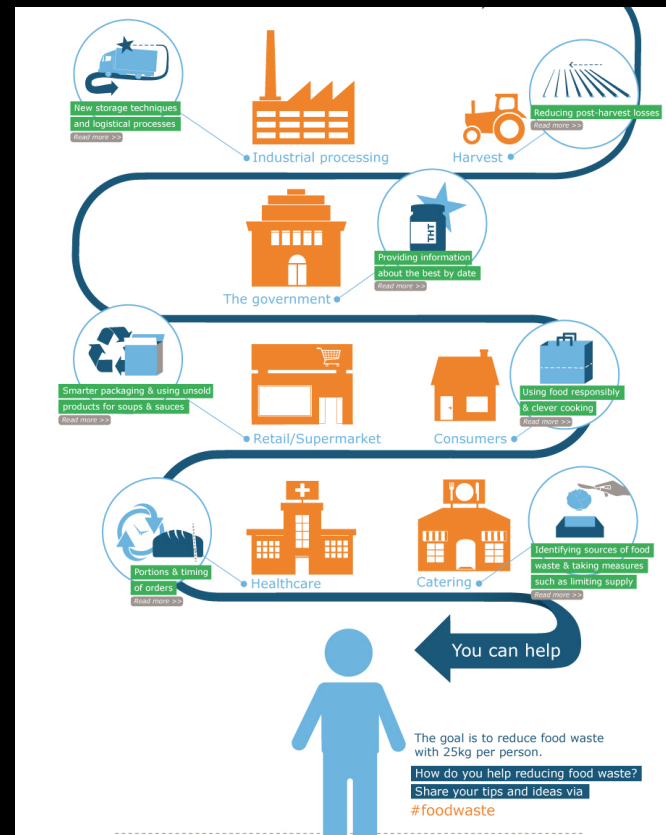 New storage techniques
and logistical processes
Read more >>
Industrial processing
Reducing post-harvest losses
Read more >>
Harvest
THT
Providing information
about the best by date
Read more >>
The government
Smarter packaging & using unsold
products for soups & sauces
Read more >>
Retail/Supermarket
Using food responsibly
& clever cooking
Read more >>
Consumers
Portions & timing
of orders
Read more >>
Healthcare
Identifying sources of food
waste & taking measures
such as limiting supply
Read more >>
Catering
You can help
The goal is to reduce food waste
with 25kg per person.
How do you help reducing food waste?
Share your tips and ideas via
#foodwaste